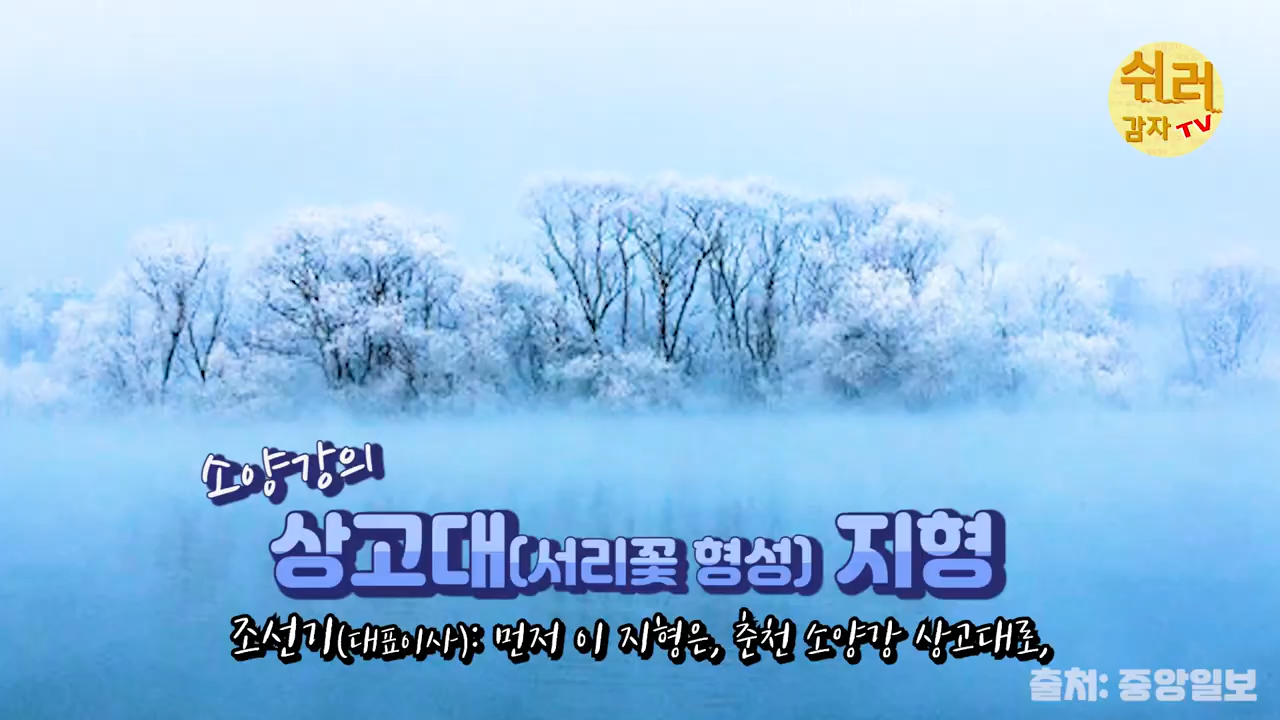 쉬러
감자 TV
소양강의
상고대(서리꽃 형성) 지형
조선기(대표이사): 먼저 이 지형은, 춘천 소양강 상고대로,
출처: 중앙일보